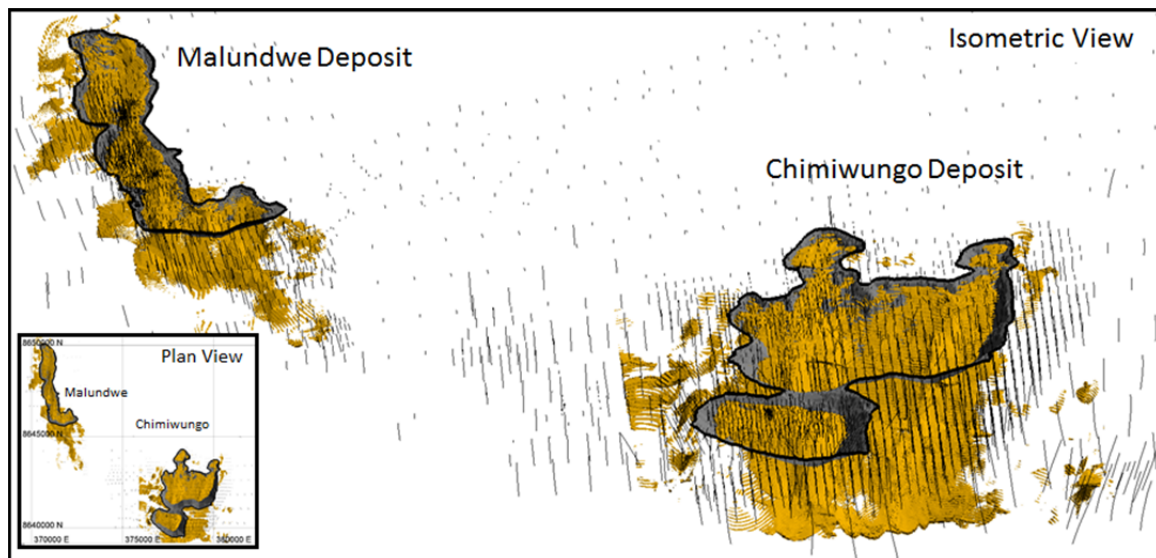 Malundwe Deposit
Isometric View
Chimiwungo Deposit
Plan View
8650000 N
Malundwe
Chimiwungo
8645000 N
8640000 N
370000 E
375000 E
380000 E